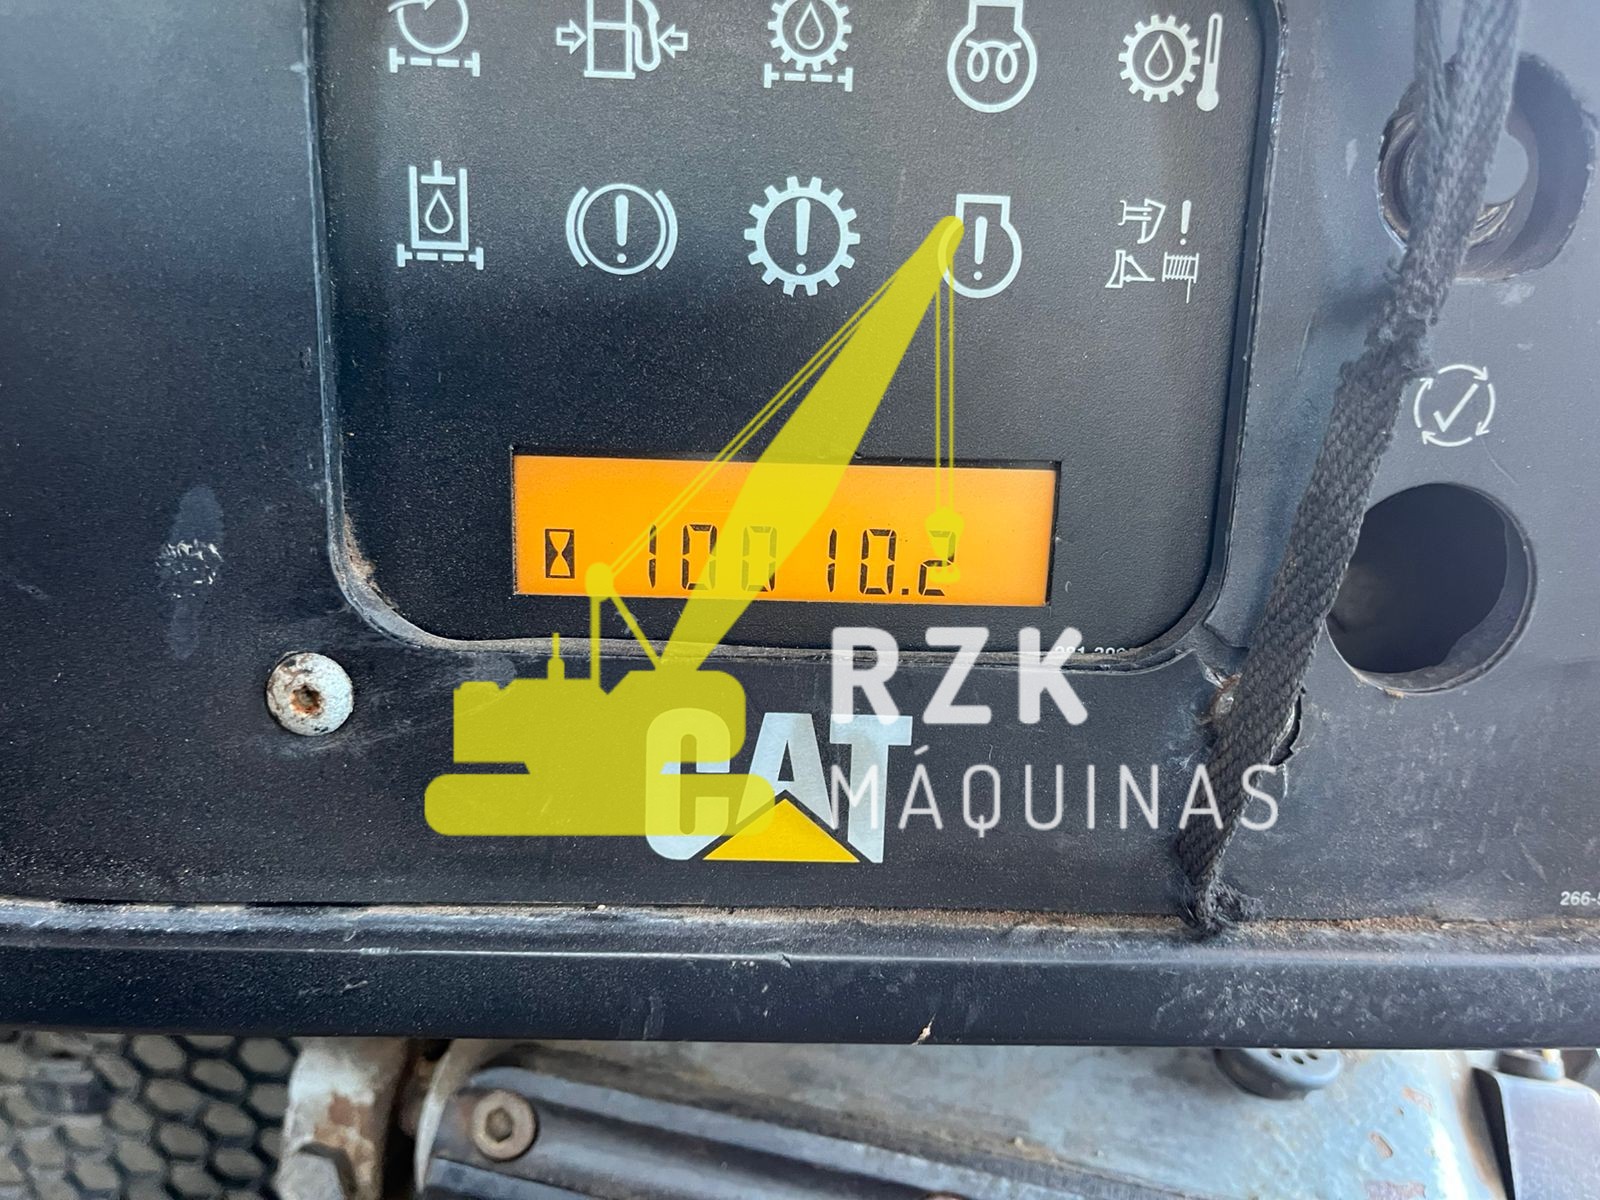 10010.2
RZK
CAT
MÁQUINAS